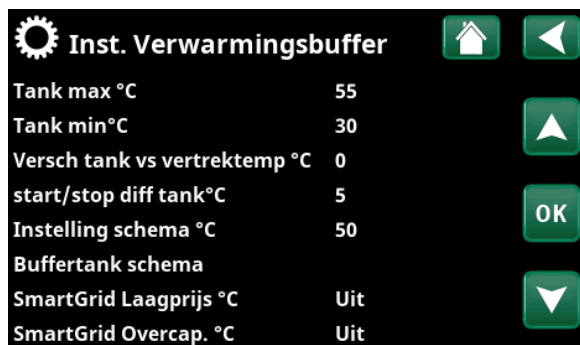 Inst. Verwarmingsbuffer
Tank max °C 55
Tank min°C 30
Versch tank vs vertrektemp °C 0
start/stop diff tank°C 5
Instelling schema °C 50
Buffertank schema
SmartGrid Laagprijs °C Uit
SmartGrid Overcap. °C Uit
OK